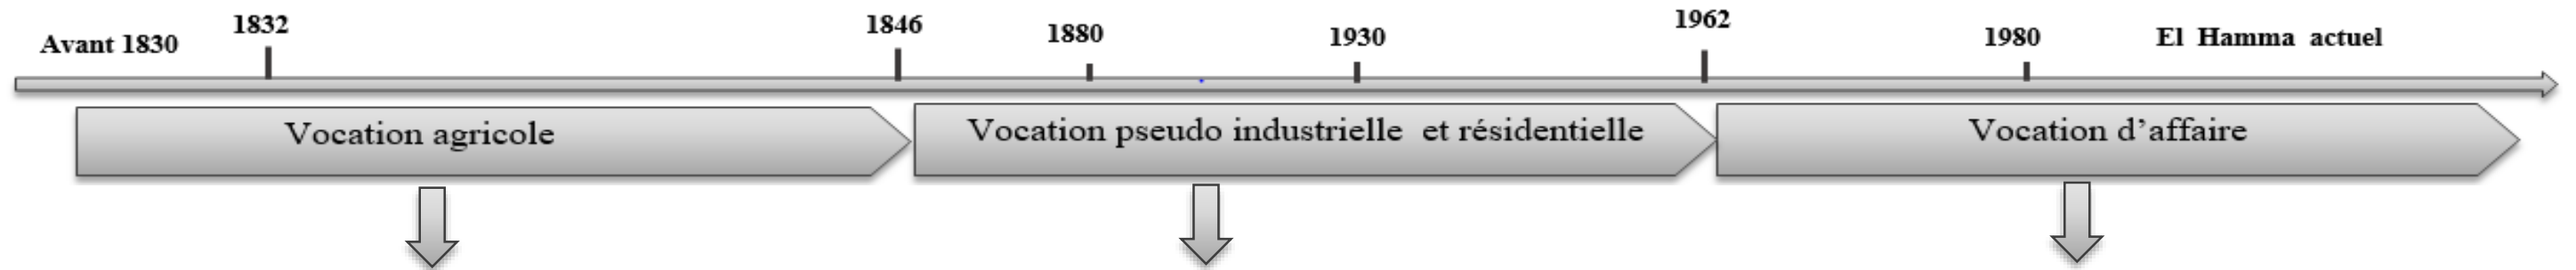 Avant 1830
1832
1846
1880
1930
1962
1980
El Hamma actuel
Vocation agricole
Vocation pseudo industrielle et résidentielle
Vocation d’affaire